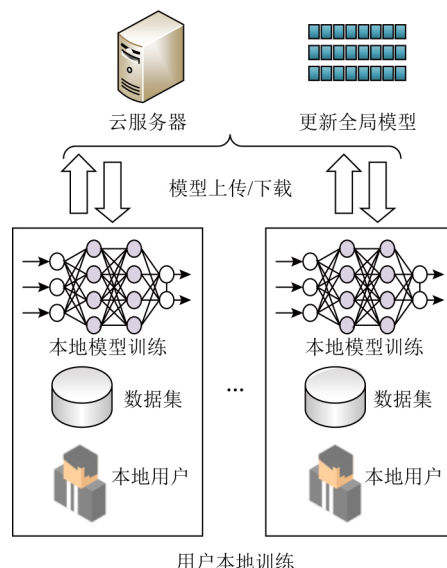 云服务器 更新全局模型
模型上传/下载
本地模型训练 本地模型训练
数据集 ... 数据集
本地用户 本地用户
用户本地训练